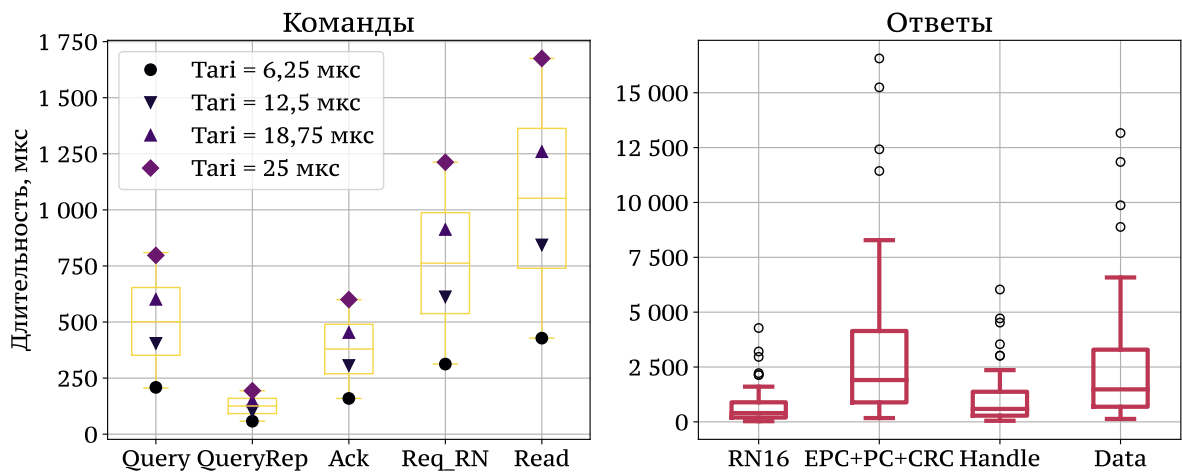 Команды
Длительность, мкс
1 750
1 500
1 250
1 000
750
500
250
0
Tari = 6,25 мкс
Tari = 12,5 мкс
Tari = 18,75 мкс
Tari = 25 мкс
Query QueryRep Ack Req_RN Read
Ответы
15 000
12 500
10 000
7 500
5 000
2 500
0
RN16 EPC+PC+CRC Handle Data